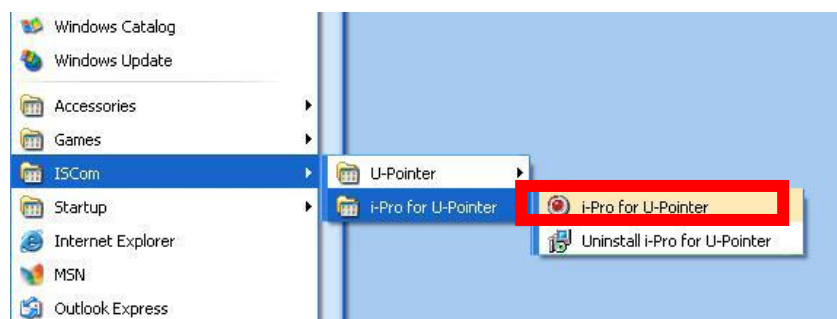 Windows Catalog
Windows Update
Accessories
Games
ISCom
Startup
Internet Explorer
MSN
Outlook Express
U-Pointer
i-Pro for U-Pointer
i-Pro for U-Pointer
Uninstall i-Pro for U-Pointer